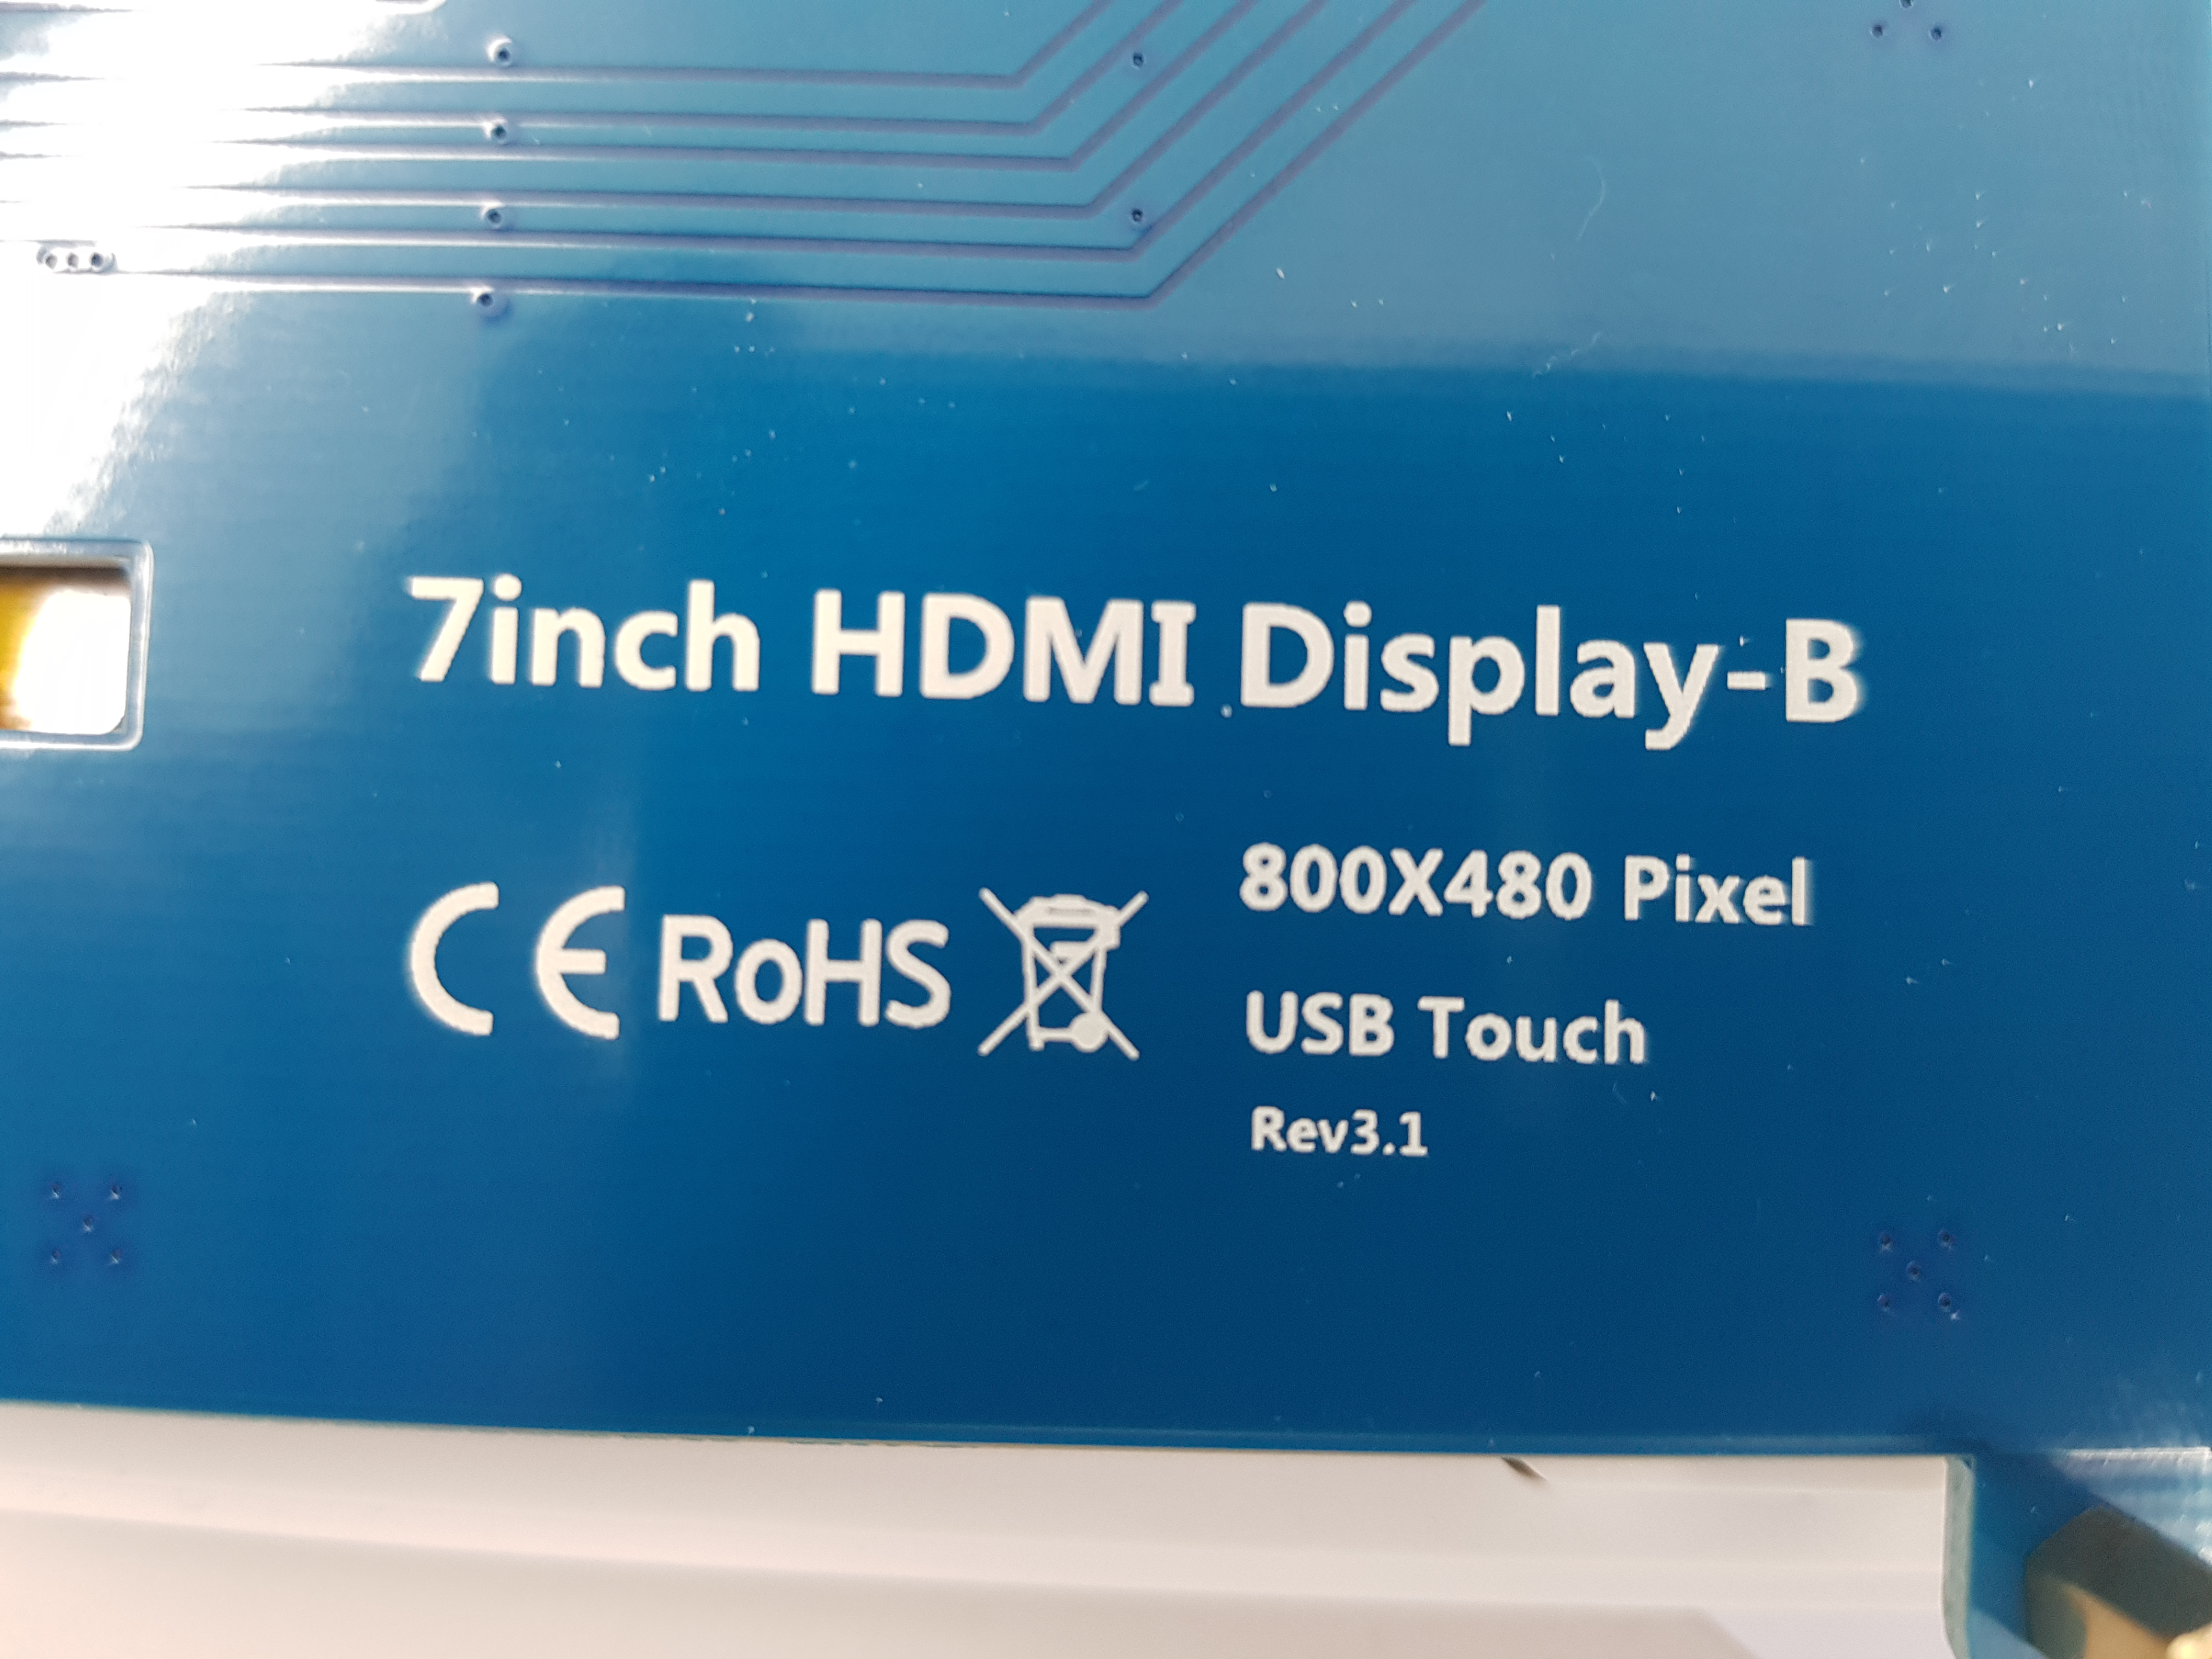 7inch HDMI Display-B
CE RoHS
800X480 Pixel
USB Touch
Rev3.1